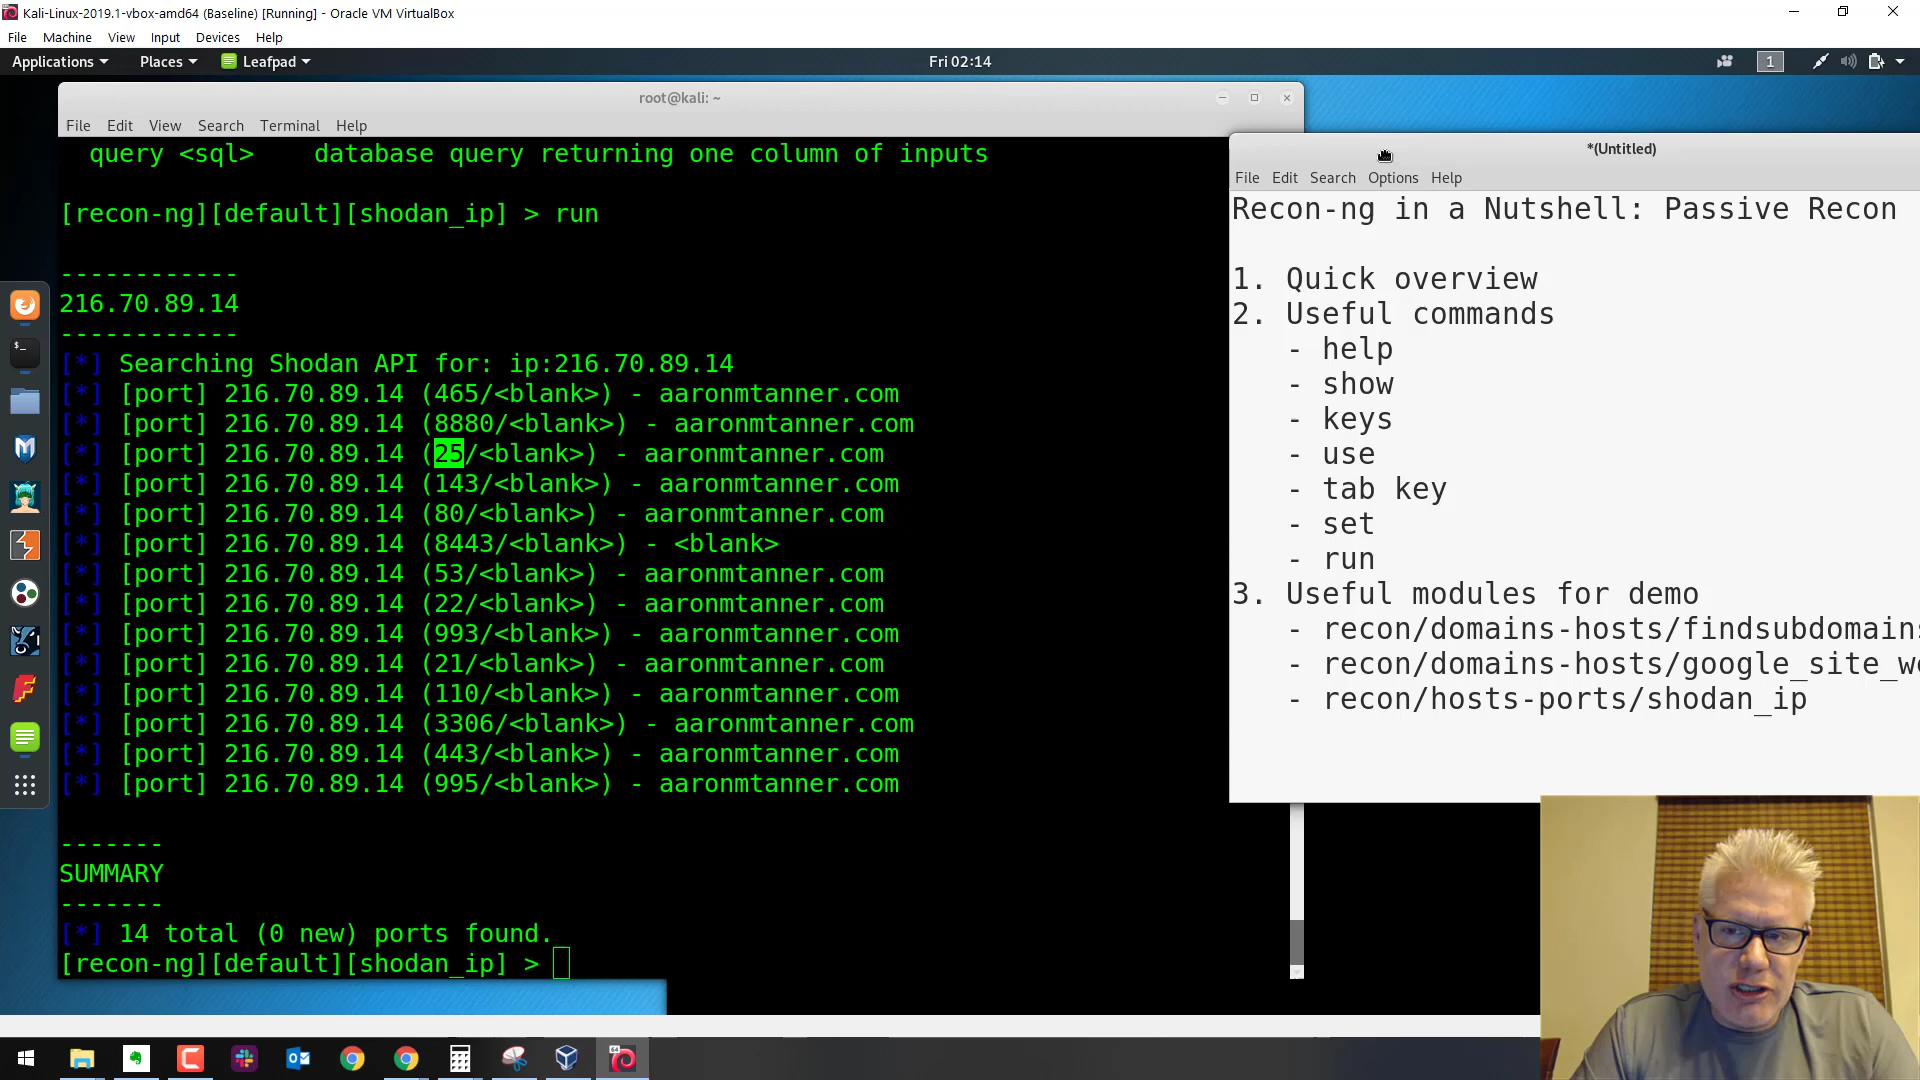 Kali-Linux-2019.1-vbox-amd64 (Baseline) [Running] - Oracle VM VirtualBox
File Machine View Input Devices Help
Applications Places Leafpad Fri 02:14 1
root@kali: ~
File Edit View Search Terminal Help
query <sql> database query returning one column of inputs
[recon-ng][default][shodan_ip] > run
------------
216.70.89.14
------------
[*] Searching Shodan API for: ip:216.70.89.14
[*] [port] 216.70.89.14 (465/<blank>) - aaronmtanner.com
[*] [port] 216.70.89.14 (8880/<blank>) - aaronmtanner.com
[*] [port] 216.70.89.14 (25/<blank>) - aaronmtanner.com
[*] [port] 216.70.89.14 (143/<blank>) - aaronmtanner.com
[*] [port] 216.70.89.14 (80/<blank>) - aaronmtanner.com
[*] [port] 216.70.89.14 (8443/<blank>) - <blank>
[*] [port] 216.70.89.14 (53/<blank>) - aaronmtanner.com
[*] [port] 216.70.89.14 (22/<blank>) - aaronmtanner.com
[*] [port] 216.70.89.14 (993/<blank>) - aaronmtanner.com
[*] [port] 216.70.89.14 (21/<blank>) - aaronmtanner.com
[*] [port] 216.70.89.14 (110/<blank>) - aaronmtanner.com
[*] [port] 216.70.89.14 (3306/<blank>) - aaronmtanner.com
[*] [port] 216.70.89.14 (443/<blank>) - aaronmtanner.com
[*] [port] 216.70.89.14 (995/<blank>) - aaronmtanner.com
-------
SUMMARY
-------
[*] 14 total (0 new) ports found.
[recon-ng][default][shodan_ip] >
*(Untitled)
File Edit Search Options Help
Recon-ng in a Nutshell: Passive Recon
1. Quick overview
2. Useful commands
- help
- show
- keys
- use
- tab key
- set
- run
3. Useful modules for demo
- recon/domains-hosts/findsubdomains
- recon/domains-hosts/google_site_we
- recon/hosts-ports/shodan_ip